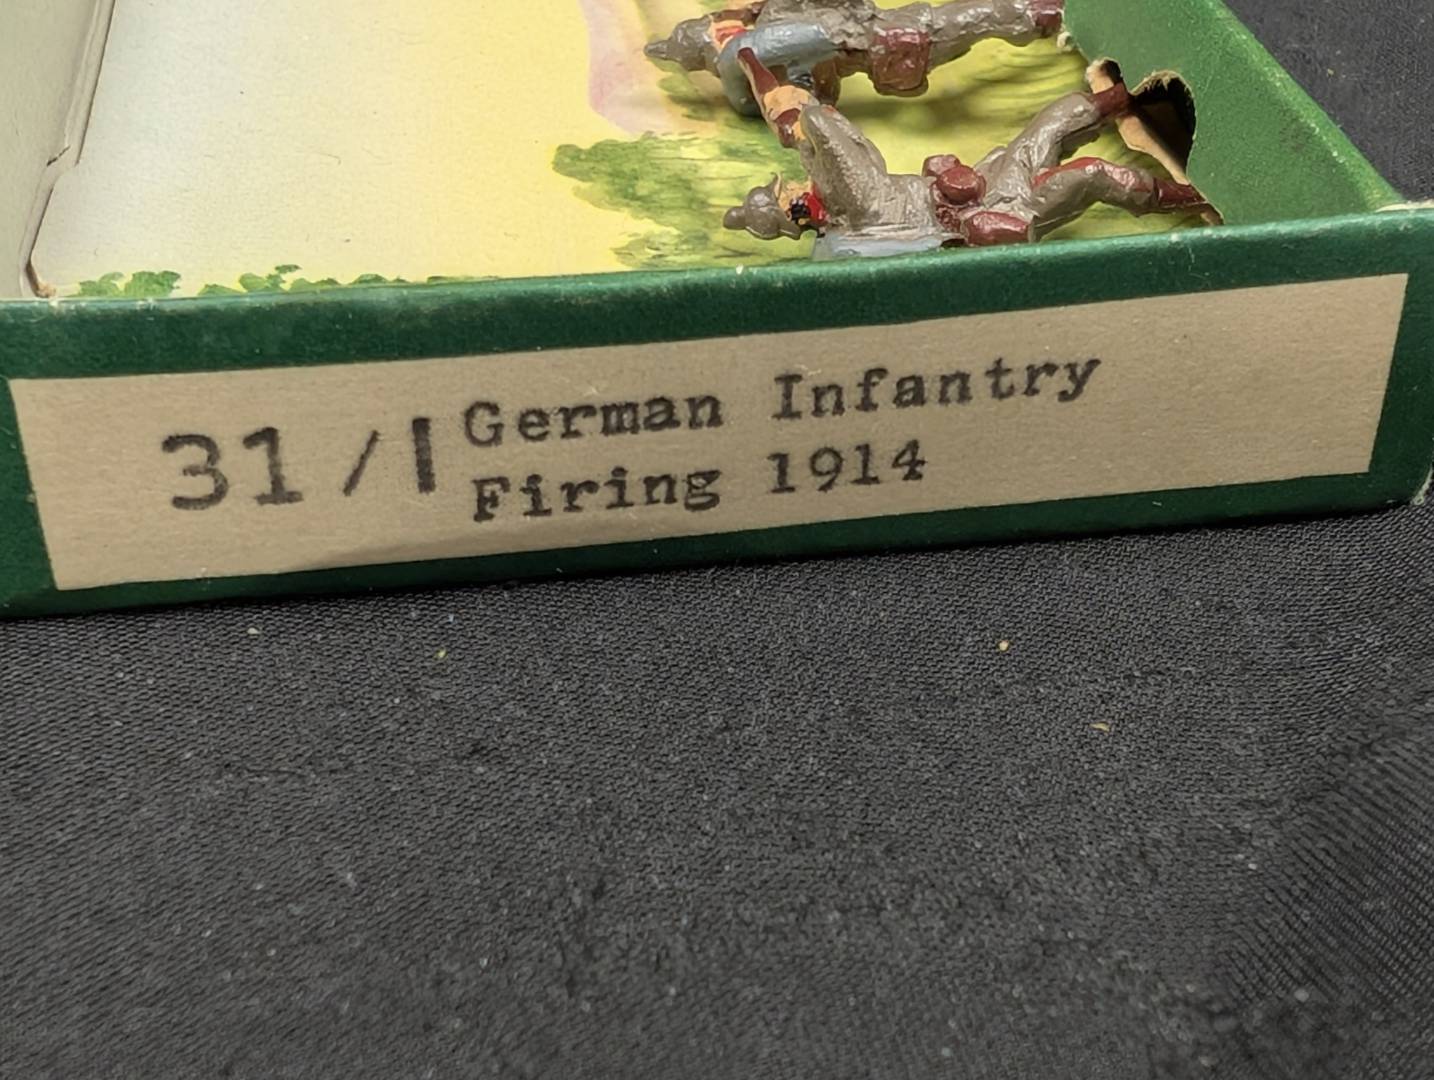 31/1 German Infantry
Firing 1914